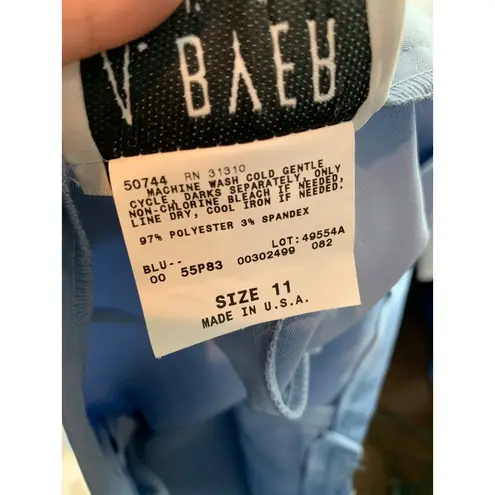 BYER
50744 RN 31310
MACHINE WASH COLD GENTLE
CYCLE, DARKS SEPARATELY, ONLY
NON-CHLORINE BLEACH IF NEEDED,
LINE DRY, COOL IRON IF NEEDED.
97% POLYESTER 3% SPANDEX
LOT:49554A
BLU--
00 55P83 00302499 082
SIZE 11
MADE IN U.S.A.